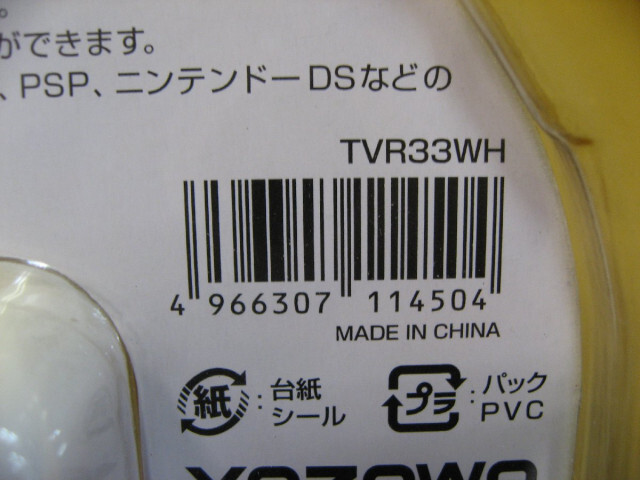 。
ができます。
、PSP、ニンテンドーDSなどの
TVR33WH
4 966307 114504
MADE IN CHINA
紙 : 台紙 シール
プラ : パック PVC